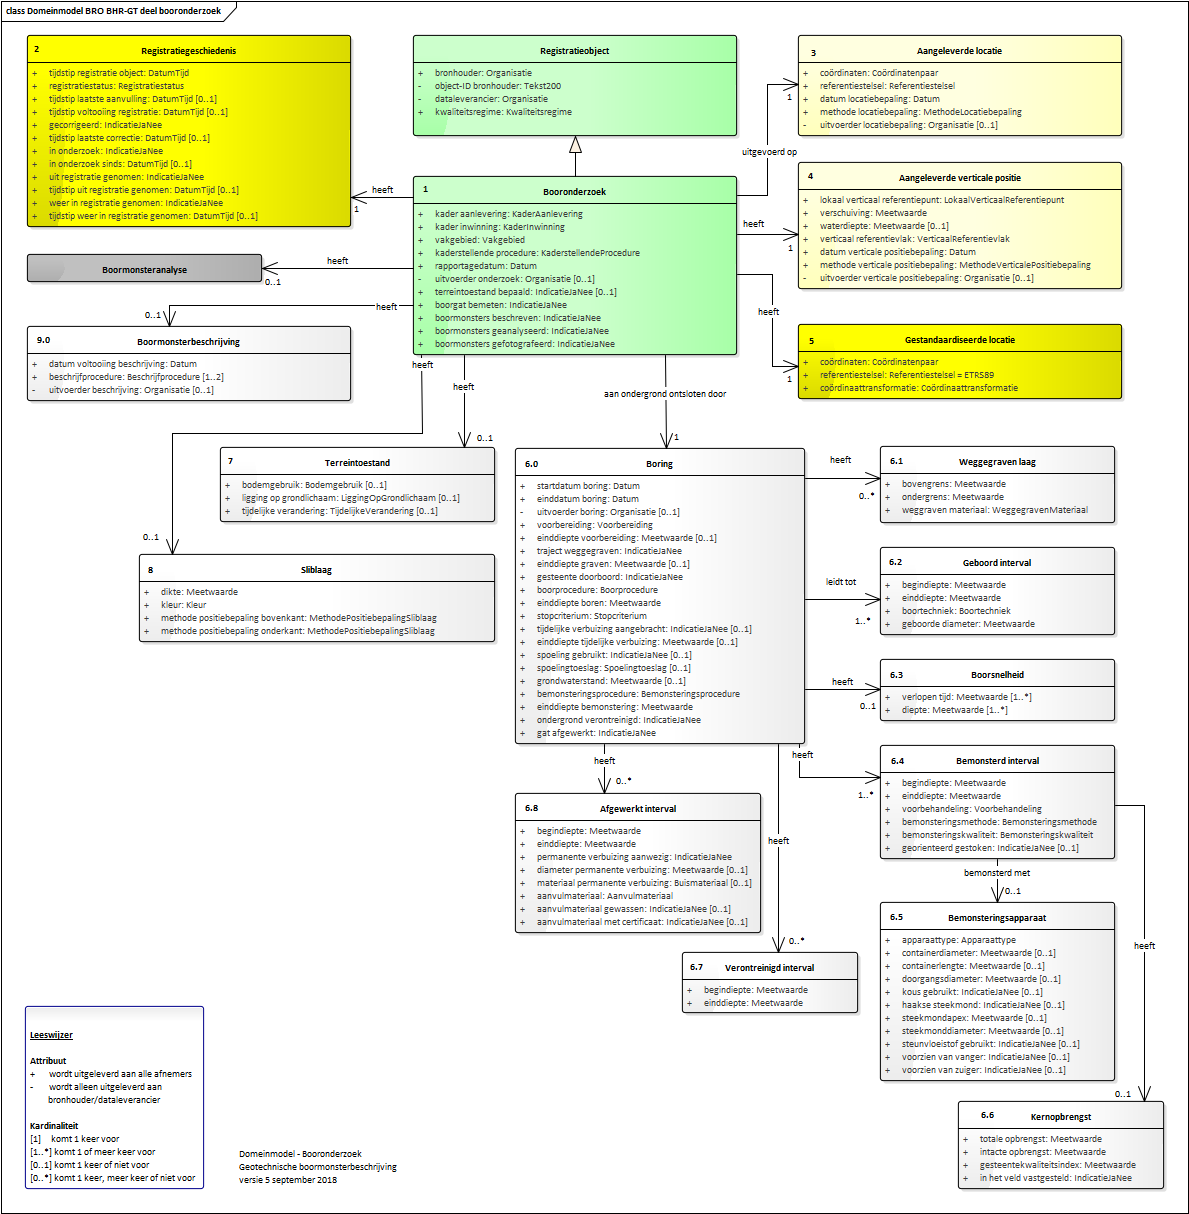 class Domeinmodel BRO BHR-GT deel booronderzoek
2 Registratiegeschiedenis
+ tijdstip registratie object: DatumTijd
+ registratiestatus: Registratiestatus
+ tijdstip laatste aanvulling: DatumTijd [0..1]
+ tijdstip voltooiing registratie: DatumTijd [0..1]
+ gecorrigeerd: IndicatieJaNee
+ tijdstip laatste correctie: DatumTijd [0..1]
+ in onderzoek: IndicatieJaNee
+ in onderzoek sinds: DatumTijd [0..1]
+ uit registratie genomen: IndicatieJaNee
+ tijdstip uit registratie genomen: DatumTijd [0..1]
+ weer in registratie genomen: IndicatieJaNee
+ tijdstip weer in registratie genomen: DatumTijd [0..1]
Registratieobject
+ bronhouder: Organisatie
- object-ID bronhouder: Tekst200
- dataleverancier: Organisatie
+ kwaliteitsregime: Kwaliteitsregime
3 Aangeleverde locatie
+ coördinaten: Coördinatenpaar
+ referentiestelsel: Referentiestelsel
+ datum locatiebepaling: Datum
+ methode locatiebepaling: MethodeLocatiebepaling
- uitvoerder locatiebepaling: Organisatie [0..1]
1
uitgevoerd op
4 Aangeleverde verticale positie
+ lokaal verticaal referentiepunt: LokaalVerticaalReferentiepunt
+ verschuiving: Meetwaarde
+ waterdiepte: Meetwaarde [0..1]
+ verticaal referentievlak: VerticaalReferentievlak
+ datum verticale positiebepaling: Datum
+ methode verticale positiebepaling: MethodeVerticalePositiebepaling
- uitvoerder verticale positiebepaling: Organisatie [0..1]
heeft
1
heeft
1
1 Booronderzoek
+ kader aanlevering: KaderAanlevering
+ kader inwinning: KaderInwinning
+ vakgebied: Vakgebied
+ kaderstellende procedure: KaderstellendeProcedure
+ rapportagedatum: Datum
- uitvoerder onderzoek: Organisatie [0..1]
+ terreintoestand bepaald: IndicatieJaNee [0..1]
+ boorgat bemeten: IndicatieJaNee
+ boormonsters beschreven: IndicatieJaNee
+ boormonsters geanalyseerd: IndicatieJaNee
+ boormonsters gefotografeerd: IndicatieJaNee
Boormonsteranalyse
heeft
0..1
heeft
0..1
9.0 Boormonsterbeschrijving
+ datum voltooiing beschrijving: Datum
+ beschrijfprocedure: Beschrijfprocedure [1..2]
- uitvoerder beschrijving: Organisatie [0..1]
heeft
1
5 Gestandaardiseerde locatie
+ coördinaten: Coördinatenpaar
+ referentiestelsel: Referentiestelsel = ETRS89
+ coördinaattransformatie: Coördinaattransformatie
heeft
heeft
aan ondergrond ontsloten door
0..1
1
7 Terreintoestand
+ bodemgebruik: Bodemgebruik [0..1]
+ ligging op grondlichaam: LiggingOpGrondlichaam [0..1]
+ tijdelijke verandering: TijdelijkeVerandering [0..1]
0..1
8 Sliblaag
+ dikte: Meetwaarde
+ kleur: Kleur
+ methode positiebepaling bovenkant: MethodePositiebepalingSliblaag
+ methode positiebepaling onderkant: MethodePositiebepalingSliblaag
6.0 Boring
+ startdatum boring: Datum
+ einddatum boring: Datum
- uitvoerder boring: Organisatie [0..1]
+ voorbereiding: Voorbereiding
+ einddiepte voorbereiding: Meetwaarde [0..1]
+ traject weggegraven: IndicatieJaNee
+ einddiepte graven: Meetwaarde [0..1]
+ gesteente doorboord: IndicatieJaNee
+ boorprocedure: Boorprocedure
+ einddiepte boren: Meetwaarde
+ stopcriterium: Stopcriterium
+ tijdelijke verbuizing aangebracht: IndicatieJaNee [0..1]
+ einddiepte tijdelijke verbuizing: Meetwaarde [0..1]
+ spoeling gebruikt: IndicatieJaNee [0..1]
+ spoelingtoeslag: Spoelingtoeslag [0..1]
+ grondwaterstand: Meetwaarde [0..1]
+ bemonsteringsprocedure: Bemonsteringsprocedure
+ einddiepte bemonstering: Meetwaarde
+ ondergrond verontreinigd: IndicatieJaNee
+ gat afgewerkt: IndicatieJaNee
heeft
0..*
6.1 Weggegraven laag
+ bovengrens: Meetwaarde
+ ondergrens: Meetwaarde
+ weggraven materiaal: WeggegravenMateriaal
leidt tot
1..*
6.2 Geboord interval
+ begindiepte: Meetwaarde
+ einddiepte: Meetwaarde
+ boortechniek: Boortechniek
+ geboorde diameter: Meetwaarde
heeft
0..1
6.3 Boorsnelheid
+ verlopen tijd: Meetwaarde [1..*]
+ diepte: Meetwaarde [1..*]
heeft
1..*
6.4 Bemonsterd interval
+ begindiepte: Meetwaarde
+ einddiepte: Meetwaarde
+ voorbehandeling: Voorbehandeling
+ bemonsteringsmethode: Bemonsteringsmethode
+ bemonsteringskwaliteit: Bemonsteringskwaliteit
+ georienteerd gestoken: IndicatieJaNee [0..1]
heeft
0..*
6.8 Afgewerkt interval
+ begindiepte: Meetwaarde
+ einddiepte: Meetwaarde
+ permanente verbuizing aanwezig: IndicatieJaNee
+ diameter permanente verbuizing: Meetwaarde [0..1]
+ materiaal permanente verbuizing: Buismateriaal [0..1]
+ aanvulmateriaal: Aanvulmateriaal
+ aanvulmateriaal gewassen: IndicatieJaNee [0..1]
+ aanvulmateriaal met certificaat: IndicatieJaNee [0..1]
heeft
0..*
6.7 Verontreinigd interval
+ begindiepte: Meetwaarde
+ einddiepte: Meetwaarde
bemonsterd met
0..1
6.5 Bemonsteringsapparaat
+ apparaattype: Apparaattype
+ containerdiameter: Meetwaarde [0..1]
+ containerlengte: Meetwaarde [0..1]
+ doorgangsdiameter: Meetwaarde [0..1]
+ kous gebruikt: IndicatieJaNee [0..1]
+ haakse steekmond: IndicatieJaNee [0..1]
+ steekmondapex: Meetwaarde [0..1]
+ steekmonddiameter: Meetwaarde [0..1]
+ steunvloeistof gebruikt: IndicatieJaNee [0..1]
+ voorzien van vanger: IndicatieJaNee [0..1]
+ voorzien van zuiger: IndicatieJaNee [0..1]
heeft
0..1
6.6 Kernopbrengst
+ totale opbrengst: Meetwaarde
+ intacte opbrengst: Meetwaarde
+ gesteentekwaliteitsindex: Meetwaarde
+ in het veld vastgesteld: IndicatieJaNee
Leeswijzer
Attribuut
+ wordt uitgeleverd aan alle afnemers
- wordt alleen uitgeleverd aan
bronhouder/dataleverancier
Kardinaliteit
[1] komt 1 keer voor
[1..*] komt 1 of meer keer voor
[0..1] komt 1 keer of niet voor
[0..*] komt 1 keer, meer keer of niet voor
Domeinmodel - Booronderzoek
Geotechnische boormonsterbeschrijving
versie 5 september 2018